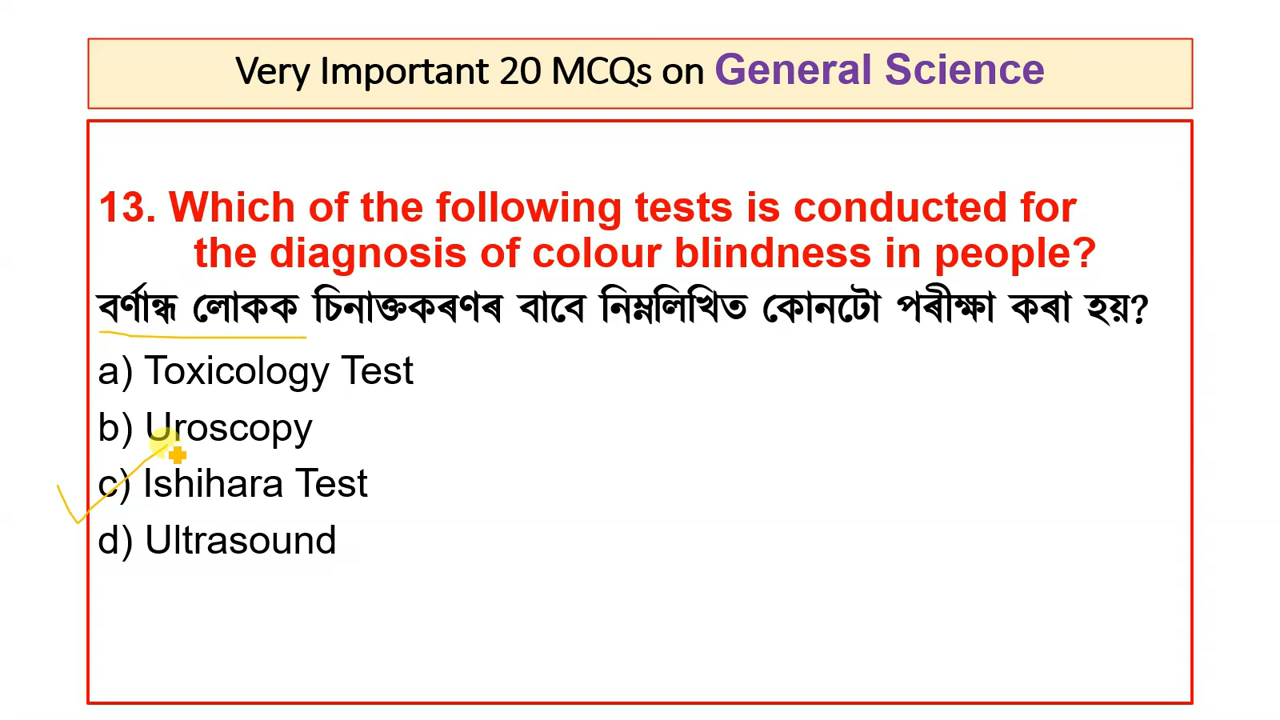 Very Important 20 MCQs on General Science
13. Which of the following tests is conducted for
the diagnosis of colour blindness in people?
বৰ্ণান্ধ লোকক চিনাক্তকৰণৰ বাবে নিম্নলিখিত কোনটো পৰীক্ষা কৰা হয়?
a) Toxicology Test
b) Uroscopy
c) Ishihara Test
d) Ultrasound